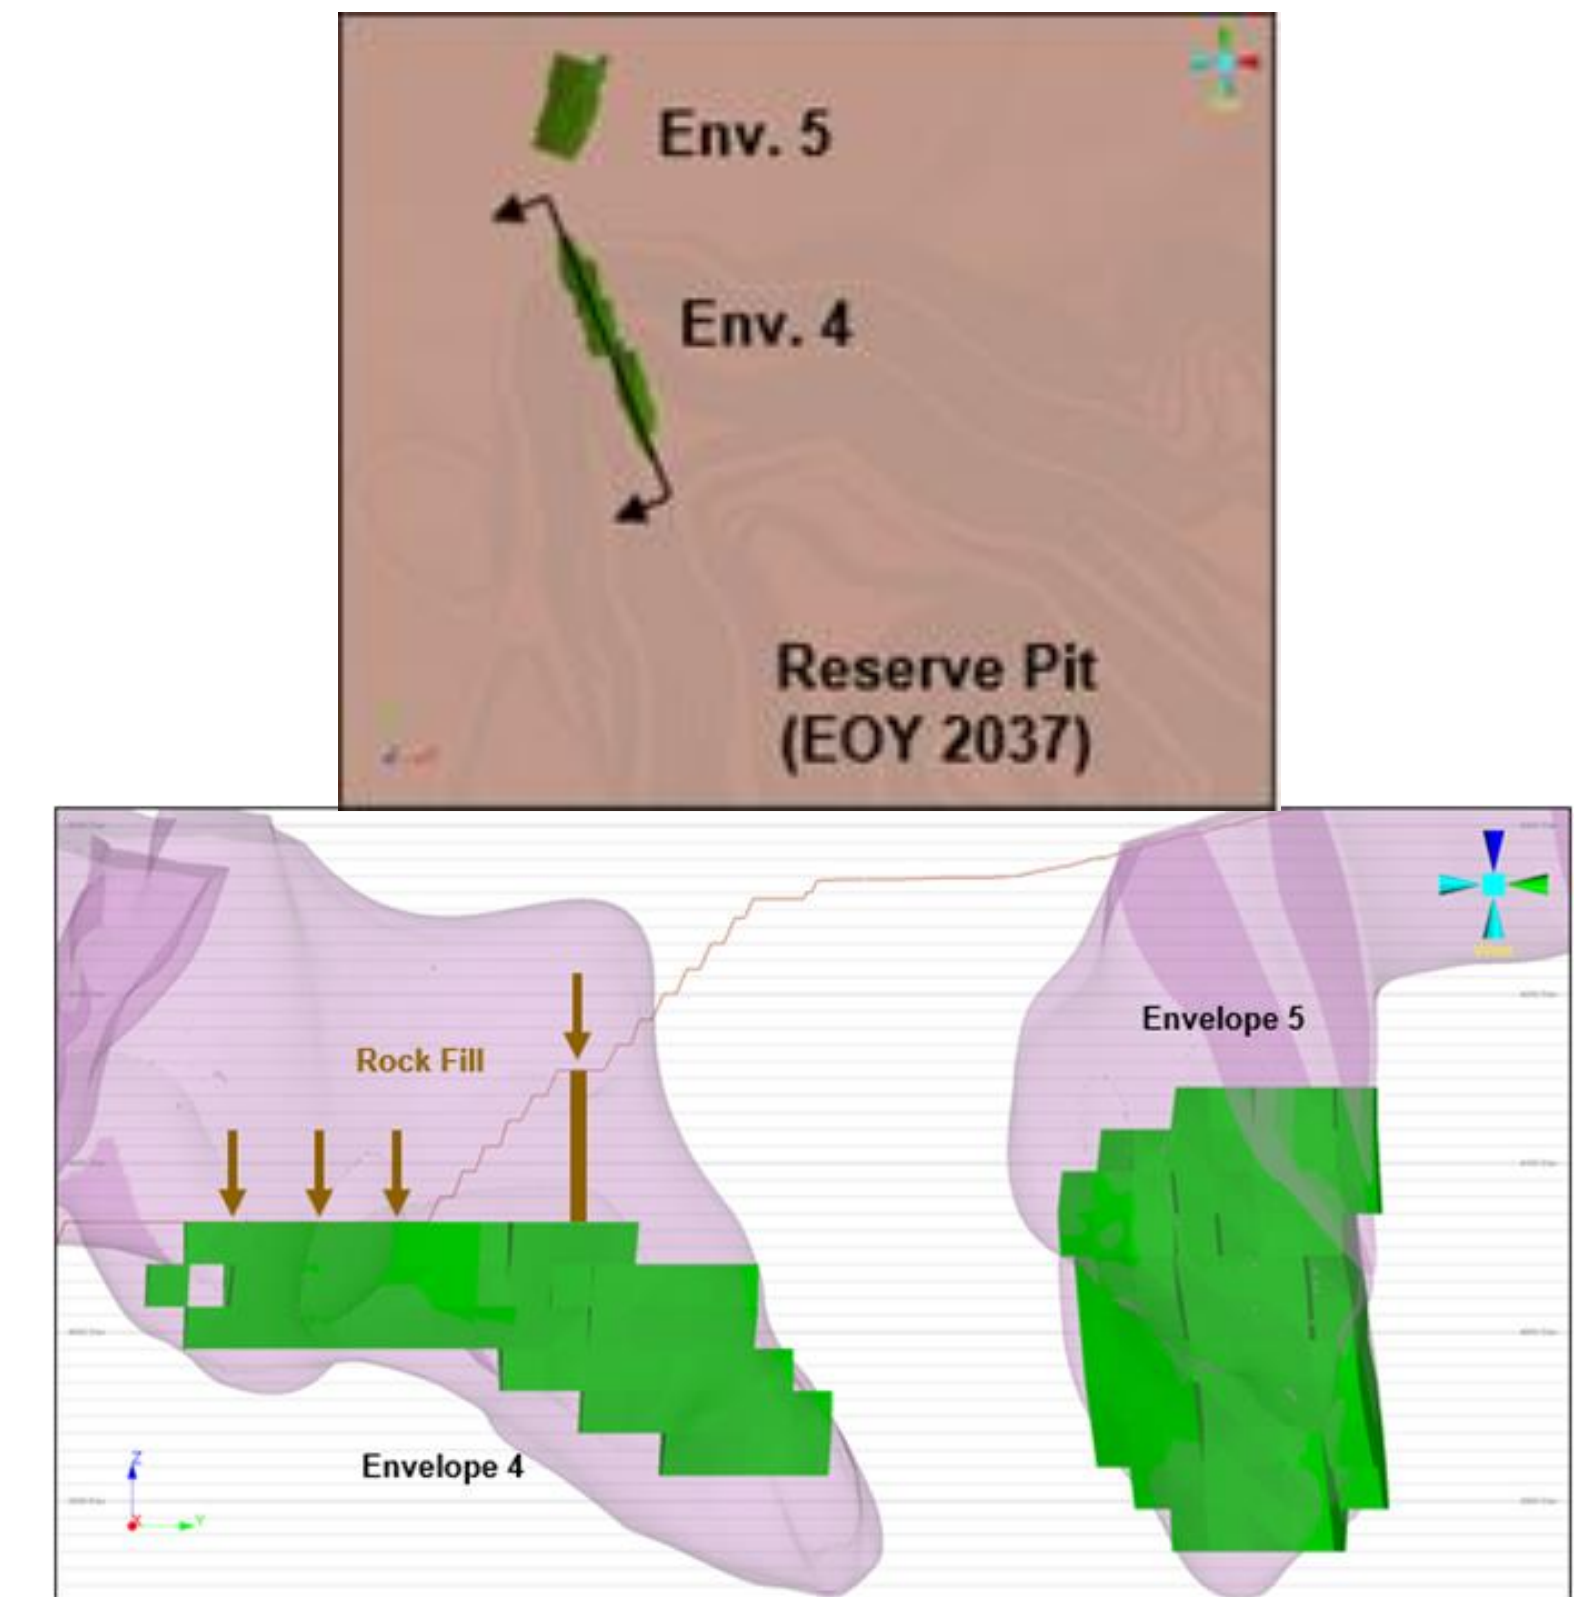 Env. 5
Env. 4
Reserve Pit
(EOY 2037)
Envelope 5
Rock Fill
Envelope 4
Z
X
Y